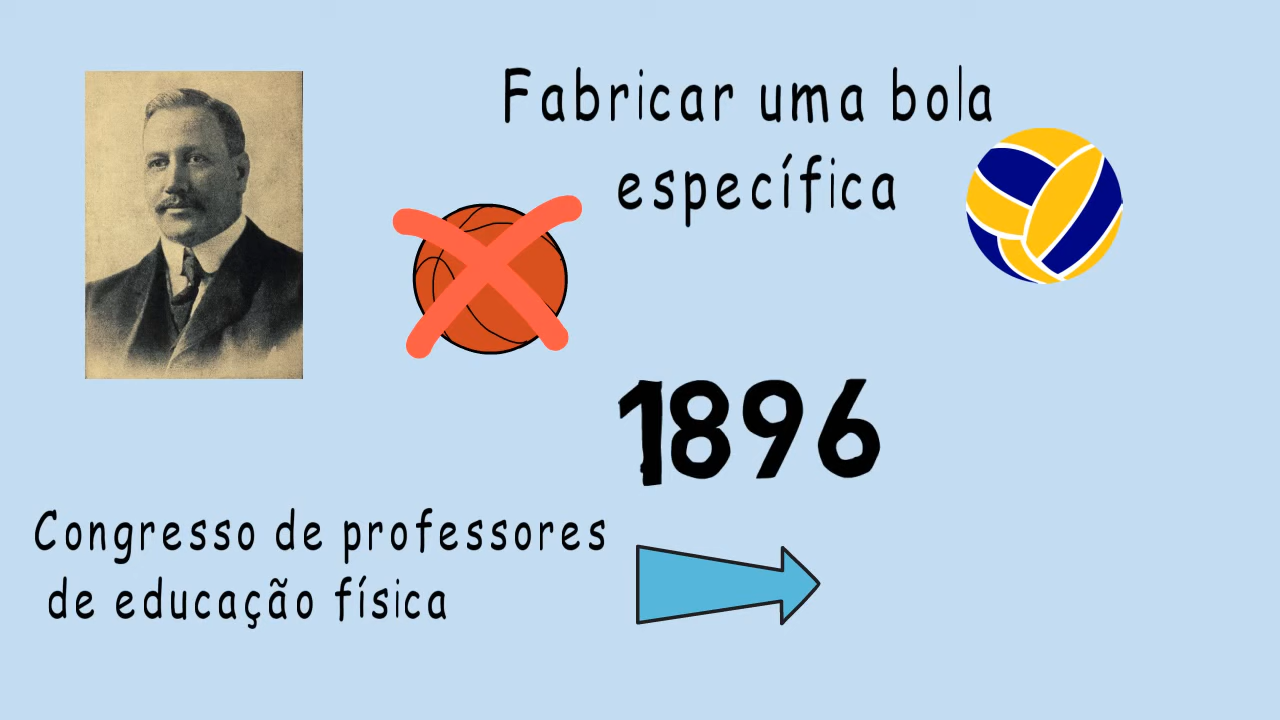 Fabricar uma bola
específica
1896
Congresso de professores
de educação física